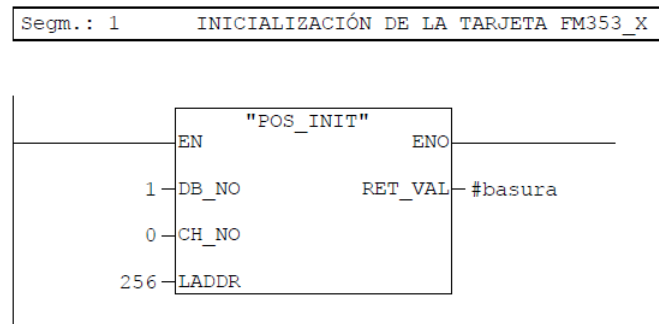 Segm.: 1 INICIALIZACIÓN DE LA TARJETA FM353_X
"POS_INIT"
EN ENO
1 DB_NO RET_VAL #basura
0 CH_NO
256 LADDR